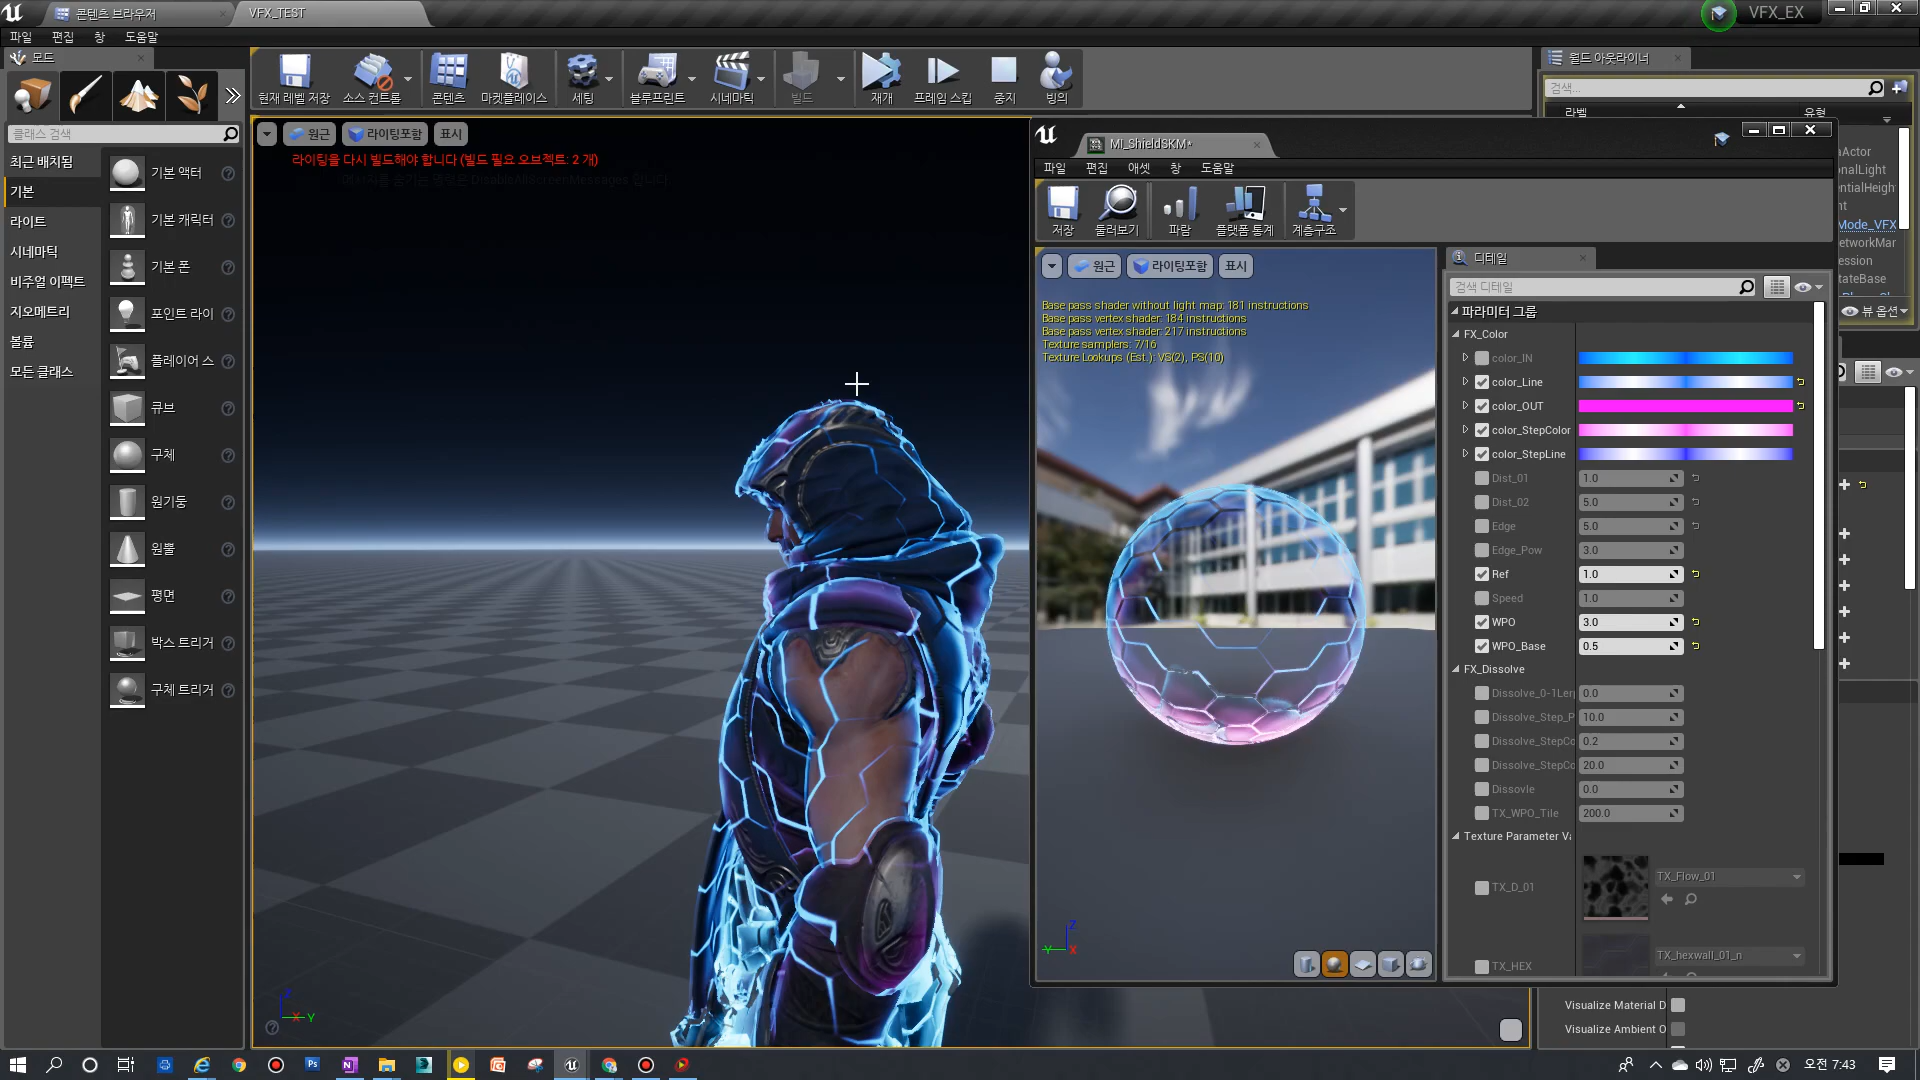 콘텐츠 브라우저
VFX_TEST
VFX_EX
파일 편집 창 도움말
모드
현재 레벨 저장 소스 컨트롤 콘텐츠 마켓플레이스 세팅 블루프린트 시네마틱 빌드 재개 프레임 스킵 중지 빙의
월드 아웃라이너
검색...
라벨 유형
클래스 검색
최근 배치됨
기본
라이트
시네마틱
비주얼 이펙트
지오메트리
볼륨
모든 클래스
기본 액터
기본 캐릭터
기본 폰
포인트 라이
플레이어 스
큐브
구체
원기둥
원뿔
평면
박스 트리거
구체 트리거
원근 라이팅포함 표시
라이팅을 다시 빌드해야 합니다 (빌드 필요 오브젝트: 2 개)
MI_ShieldSKM*
파일 편집 애셋 창 도움말
저장 둘러보기 파람 플랫폼 통계 계층구조
원근 라이팅포함 표시
Base pass shader without light map: 181 instructions
Base pass vertex shader: 184 instructions
Base pass vertex shader: 217 instructions
Texture samplers: 7/16
Texture Lookups (Est.): VS(2), PS(10)
디테일
검색 디테일
파라미터 그룹
FX_Color
color_IN
color_Line
color_OUT
color_StepColor
color_StepLine
Dist_01 1.0
Dist_02 5.0
Edge 5.0
Edge_Pow 3.0
Ref 1.0
Speed 1.0
WPO 3.0
WPO_Base 0.5
FX_Dissolve
Dissolve_0-1Ler 0.0
Dissolve_Step_P 10.0
Dissolve_StepCo 0.2
Dissolve_StepCo 20.0
Dissovle 0.0
TX_WPO_Tile 200.0
Texture Parameter Va
TX_D_01 TX_Flow_01
TX_HEX TX_hexwall_01_n
aActor
onalLight
entialHeigh
nt
Mode_VFX
etworkMar
ession
tateBase
뷰 옵션
Visualize Material D
Visualize Ambient O
Z X Y
Z Y X
오전 7:43